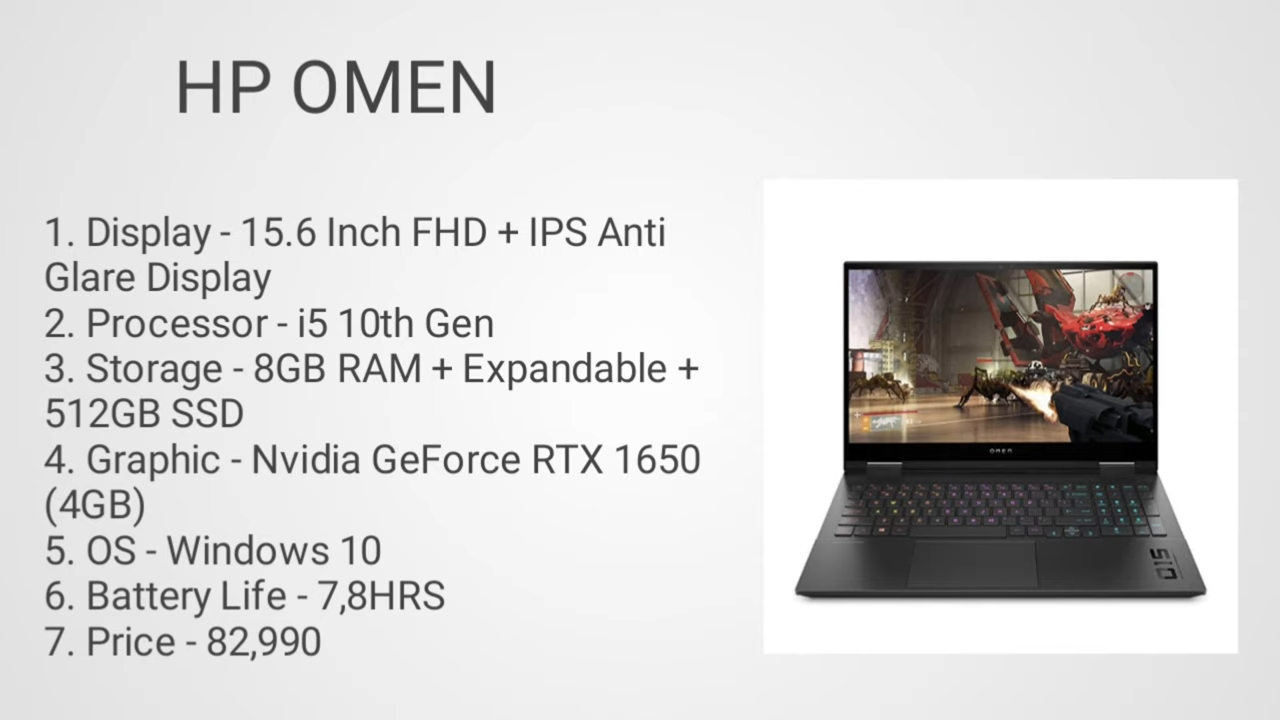 HP OMEN
1. Display - 15.6 Inch FHD + IPS Anti
Glare Display
2. Processor - i5 10th Gen
3. Storage - 8GB RAM + Expandable +
512GB SSD
4. Graphic - Nvidia GeForce RTX 1650
(4GB)
5. OS - Windows 10
6. Battery Life - 7,8HRS
7. Price - 82,990
OMEN
15